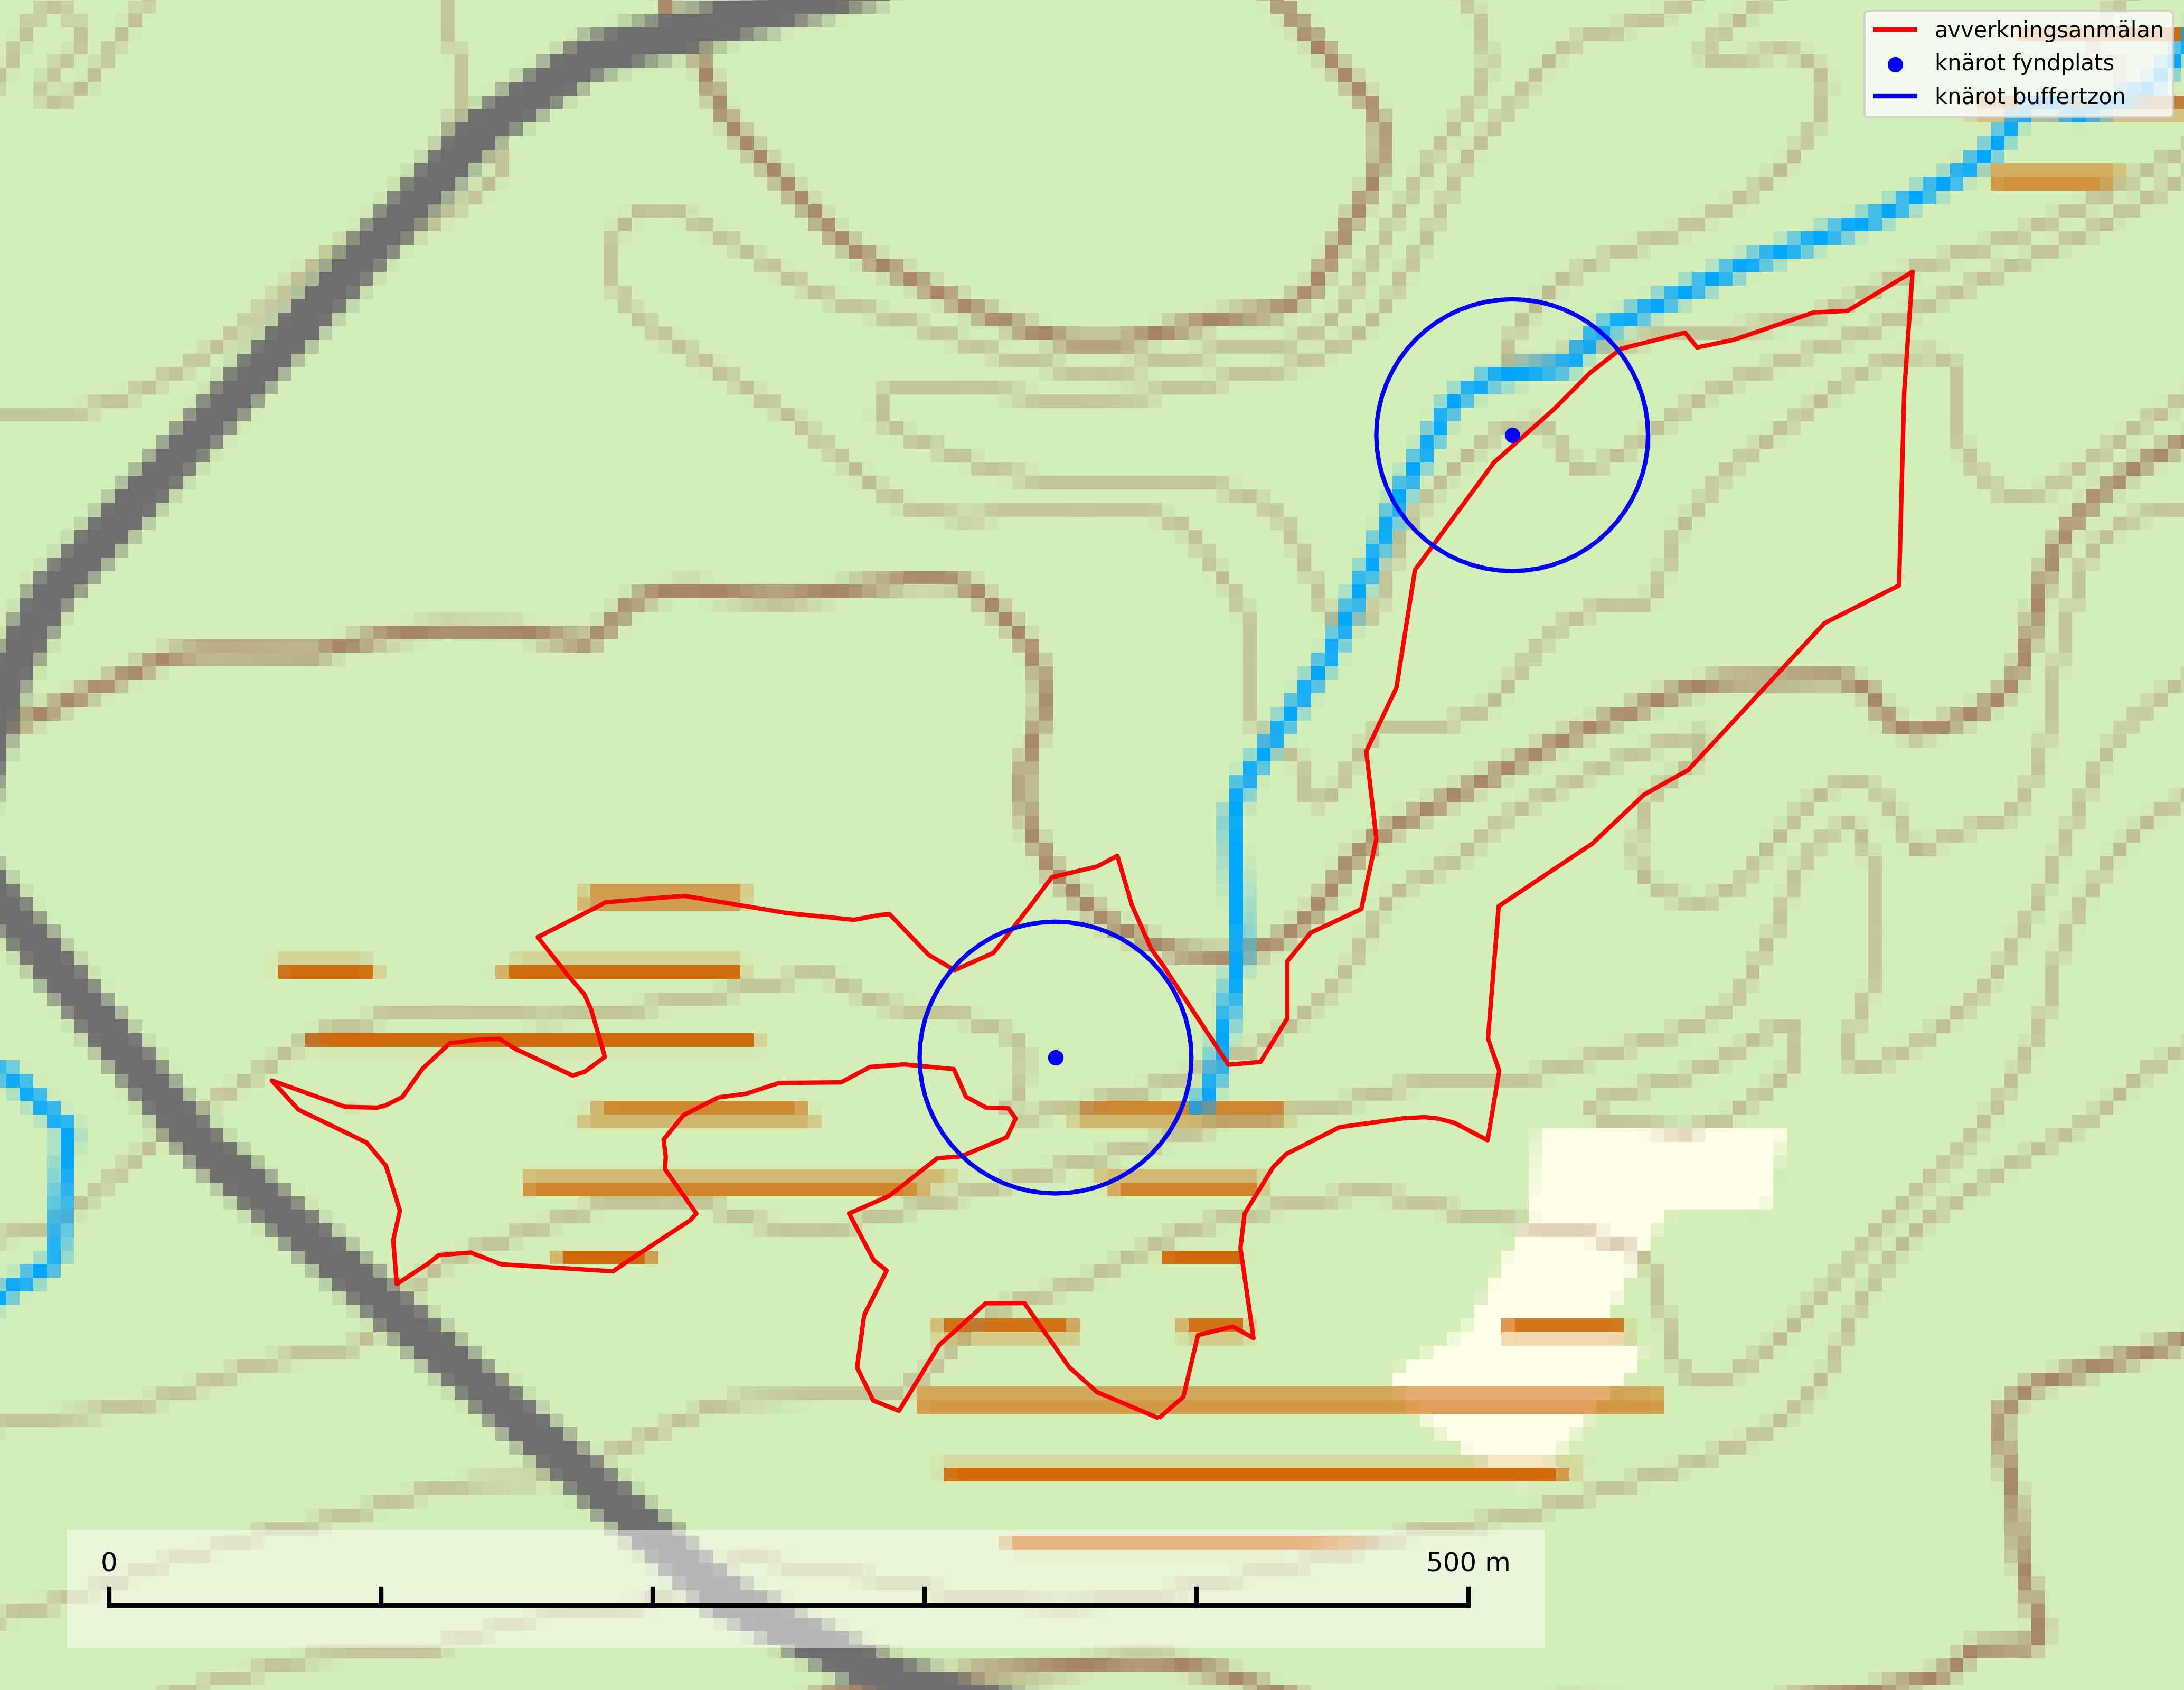 avverkningsanmälan
knärot fyndplats
knärot buffertzon
0
500 m